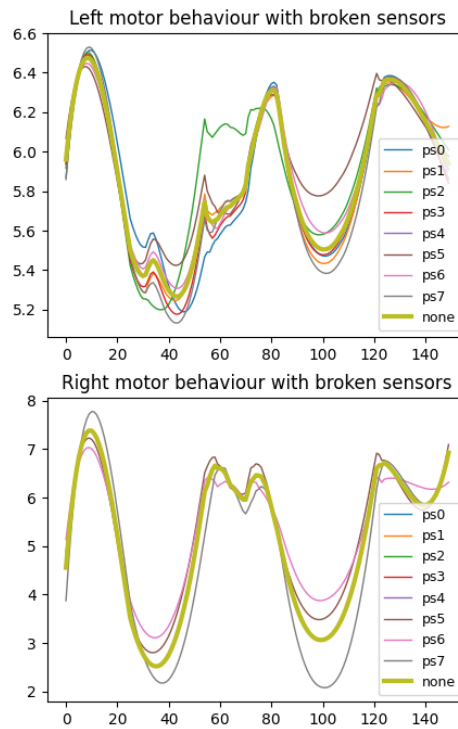 Left motor behaviour with broken sensors
6.6
6.4
6.2
6.0
5.8
5.6
5.4
5.2
ps0
ps1
ps2
ps3
ps4
ps5
ps6
ps7
none
0 20 40 60 80 100 120 140
Right motor behaviour with broken sensors
8
7
6
5
4
3
2
ps0
ps1
ps2
ps3
ps4
ps5
ps6
ps7
none
0 20 40 60 80 100 120 140